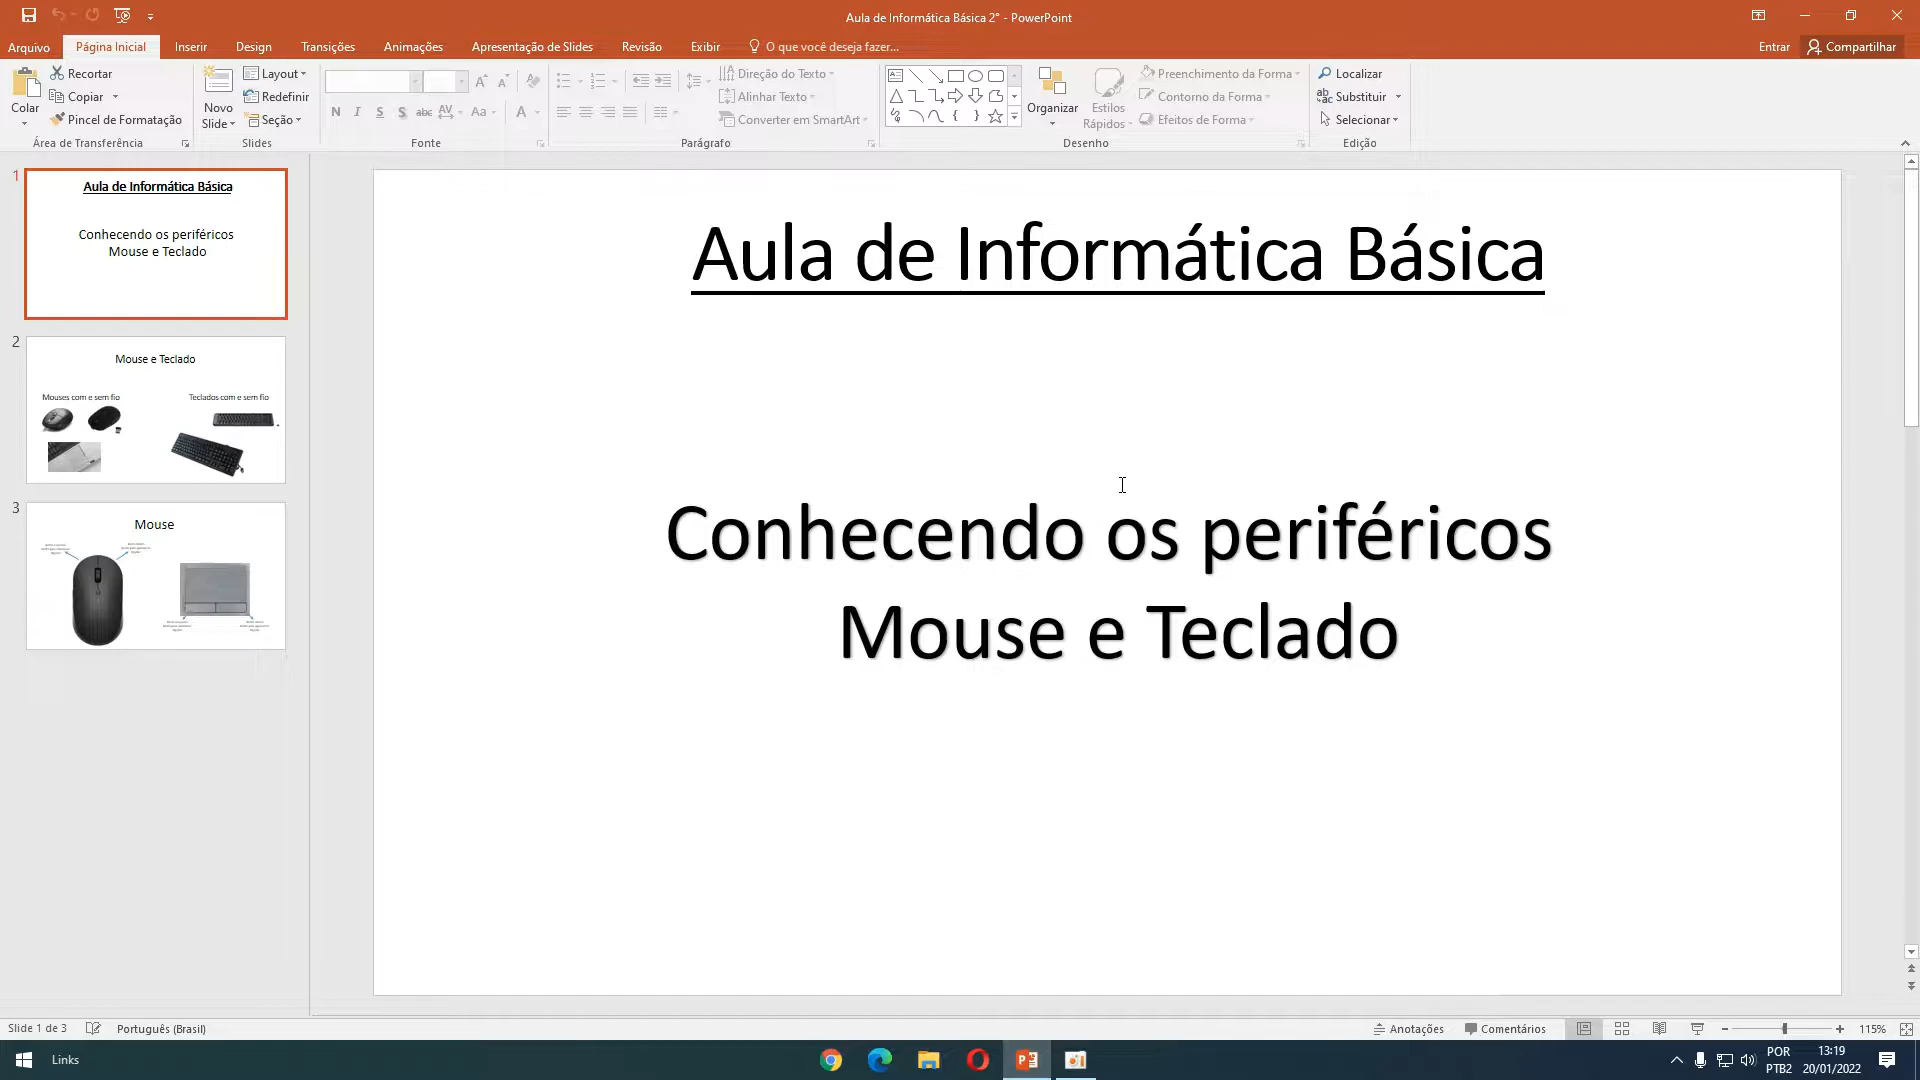 Aula de Informática Básica 2° - PowerPoint
Arquivo
Página Inicial
Inserir
Design
Transições
Animações
Apresentação de Slides
Revisão
Exibir
O que você deseja fazer...
Entrar
Compartilhar
Colar
Recortar
Copiar
Pincel de Formatação
Área de Transferência
Novo
Slide
Layout
Redefinir
Seção
Slides
N I S S abc AV Aa A
Fonte
Direção do Texto
Alinhar Texto
Converter em SmartArt
Parágrafo
Organizar
Estilos
Rápidos
Preenchimento da Forma
Contorno da Forma
Efeitos de Forma
Desenho
Localizar
Substituir
Selecionar
Edição
1
Aula de Informática Básica
Conhecendo os periféricos
Mouse e Teclado
2
Mouse e Teclado
Mouses com e sem fio
Teclados com e sem fio
3
Mouse
Aula de Informática Básica
Conhecendo os periféricos
Mouse e Teclado
Slide 1 de 3
Português (Brasil)
Anotações
Comentários
115%
Links
POR
PTB2
13:19
20/01/2022